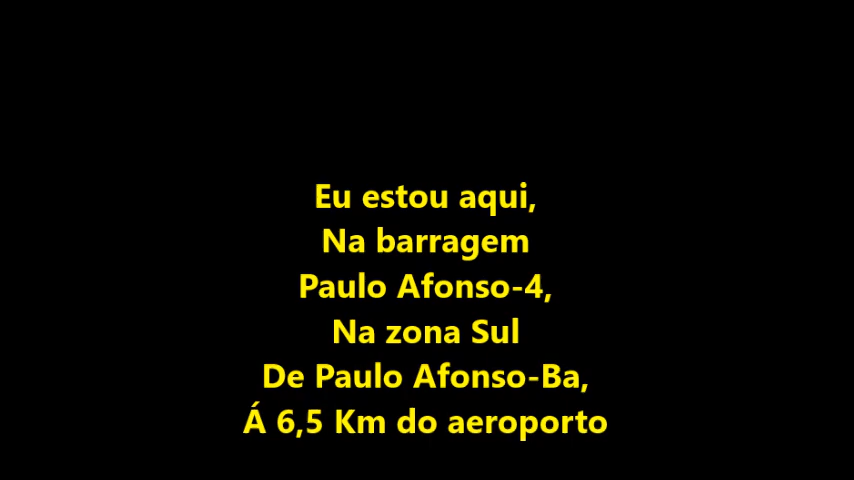 Eu estou aqui,
Na barragem
Paulo Afonso-4,
Na zona Sul
De Paulo Afonso-Ba,
Á 6,5 Km do aeroporto